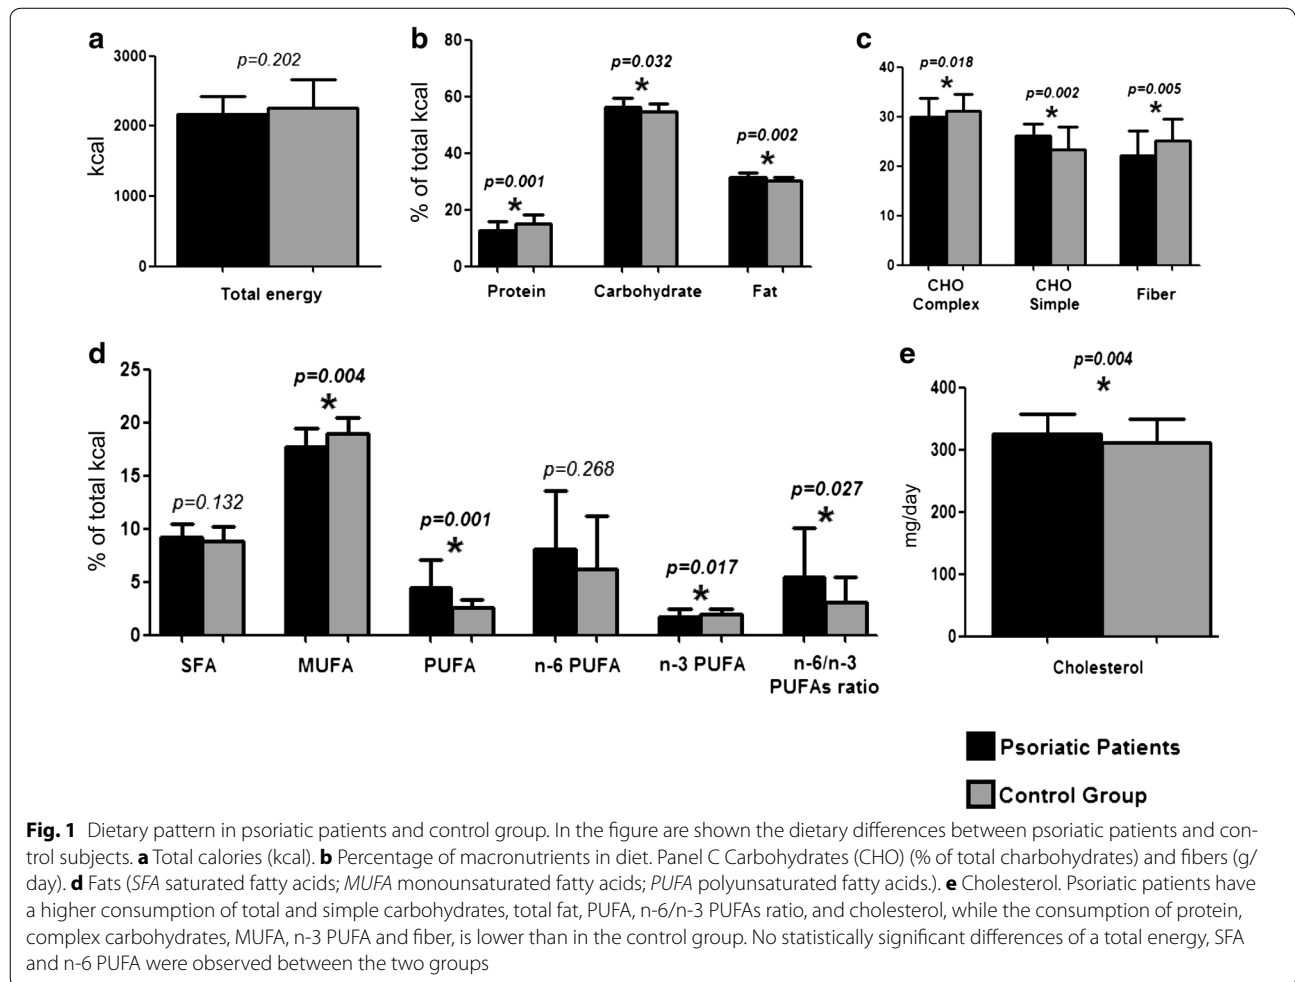 a
3000
2000
1000
0
kcal
p=0.202
Total energy
b
80
60
40
20
0
% of total kcal
p=0.001
*
p=0.032
*
p=0.002
*
Protein
Carbohydrate
Fat
c
40
30
20
10
0
p=0.018
*
p=0.002
*
p=0.005
*
CHO
Complex
CHO
Simple
Fiber
d
25
20
15
10
5
0
% of total kcal
p=0.132
p=0.004
*
p=0.001
*
p=0.268
p=0.017
*
p=0.027
*
SFA
MUFA
PUFA
n-6 PUFA
n-3 PUFA
n-6/n-3
PUFAs ratio
e
400
300
200
100
0
mg/day
p=0.004
*
Cholesterol
Psoriatic Patients
Control Group
Fig. 1 Dietary pattern in psoriatic patients and control group. In the figure are shown the dietary differences between psoriatic patients and con-
trol subjects. a Total calories (kcal). b Percentage of macronutrients in diet. Panel C Carbohydrates (CHO) (% of total charbohydrates) and fibers (g/
day). d Fats (SFA saturated fatty acids; MUFA monounsaturated fatty acids; PUFA polyunsaturated fatty acids.). e Cholesterol. Psoriatic patients have
a higher consumption of total and simple carbohydrates, total fat, PUFA, n-6/n-3 PUFAs ratio, and cholesterol, while the consumption of protein,
complex carbohydrates, MUFA, n-3 PUFA and fiber, is lower than in the control group. No statistically significant differences of a total energy, SFA
and n-6 PUFA were observed between the two groups